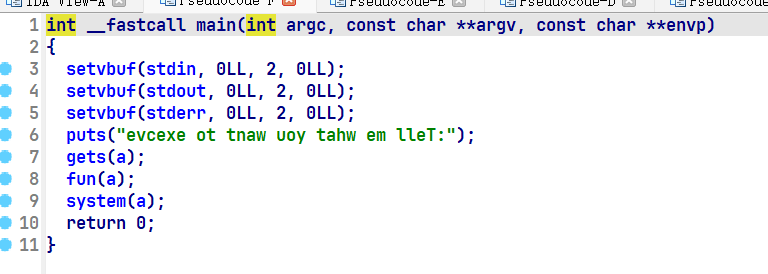 IDA View-A Pseudocode-F Pseudocode-E Pseudocode-D Pseudocode
1 int __fastcall main(int argc, const char **argv, const char **envp)
2 {
3   setvbuf(stdin, 0LL, 2, 0LL);
4   setvbuf(stdout, 0LL, 2, 0LL);
5   setvbuf(stderr, 0LL, 2, 0LL);
6   puts("evcexe ot tnaw uoy tahw em lleT:");
7   gets(a);
8   fun(a);
9   system(a);
10   return 0;
11 }